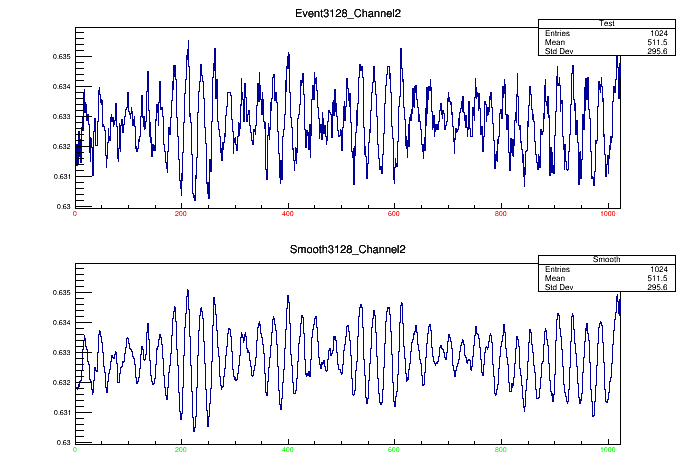 Event3128_Channel2
Test
Entries 1024
Mean 511.5
Std Dev 295.6
0.635
0.634
0.633
0.632
0.631
0.63
0 200 400 600 800 1000
Smooth3128_Channel2
Smooth
Entries 1024
Mean 511.5
Std Dev 295.6
0.635
0.634
0.633
0.632
0.631
0.63
0 200 400 600 800 1000